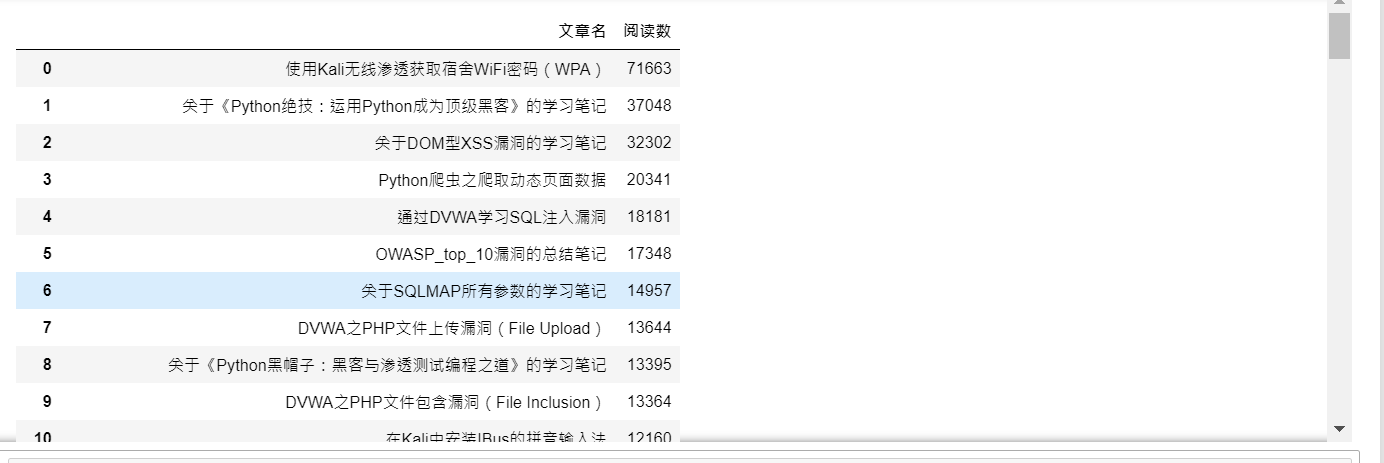 文章名 阅读数
0 使用Kali无线渗透获取宿舍WiFi密码（WPA） 71663
1 关于《Python绝技：运用Python成为顶级黑客》的学习笔记 37048
2 关于DOM型XSS漏洞的学习笔记 32302
3 Python爬虫之爬取动态页面数据 20341
4 通过DVWA学习SQL注入漏洞 18181
5 OWASP_top_10漏洞的总结笔记 17348
6 关于SQLMAP所有参数的学习笔记 14957
7 DVWA之PHP文件上传漏洞（File Upload） 13644
8 关于《Python黑帽子：黑客与渗透测试编程之道》的学习笔记 13395
9 DVWA之PHP文件包含漏洞（File Inclusion） 13364
10 在Kali中安装IBus的拼音输入法 12160